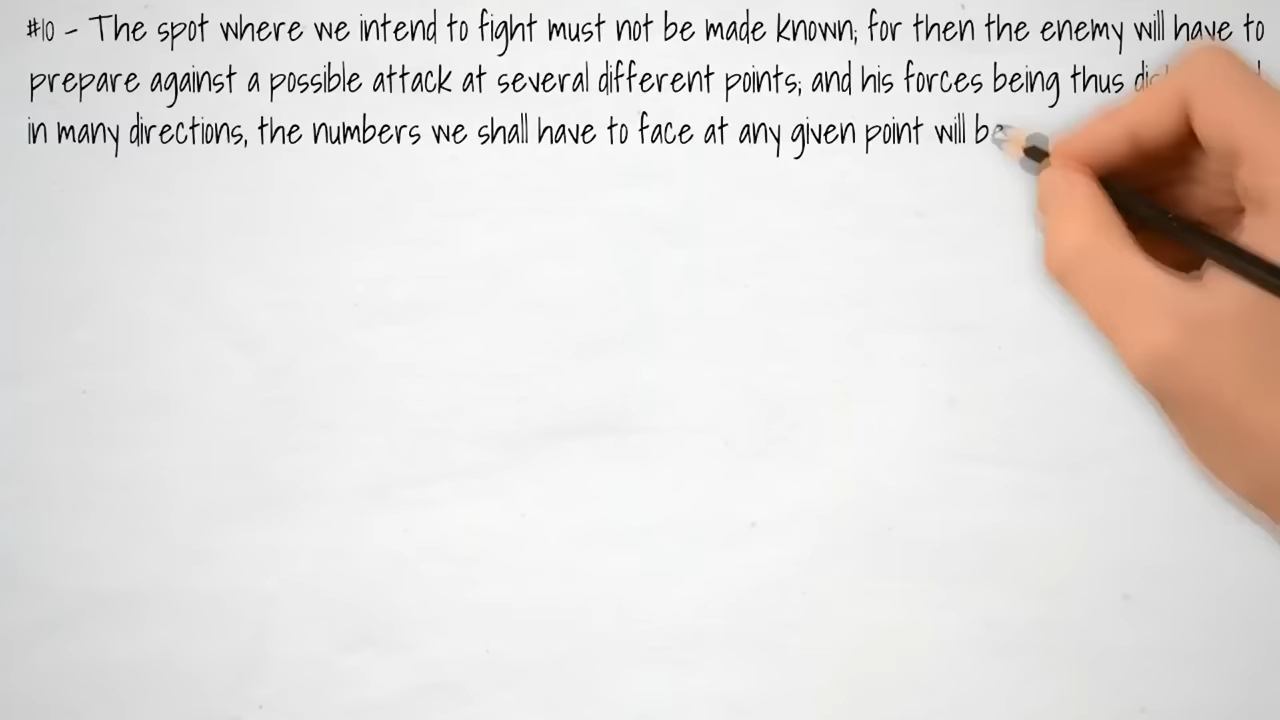 #10 - The spot where we intend to fight must not be made known; for then the enemy will have to
prepare against a possible attack at several different points; and his forces being thus
in many directions, the numbers we shall have to face at any given point will be